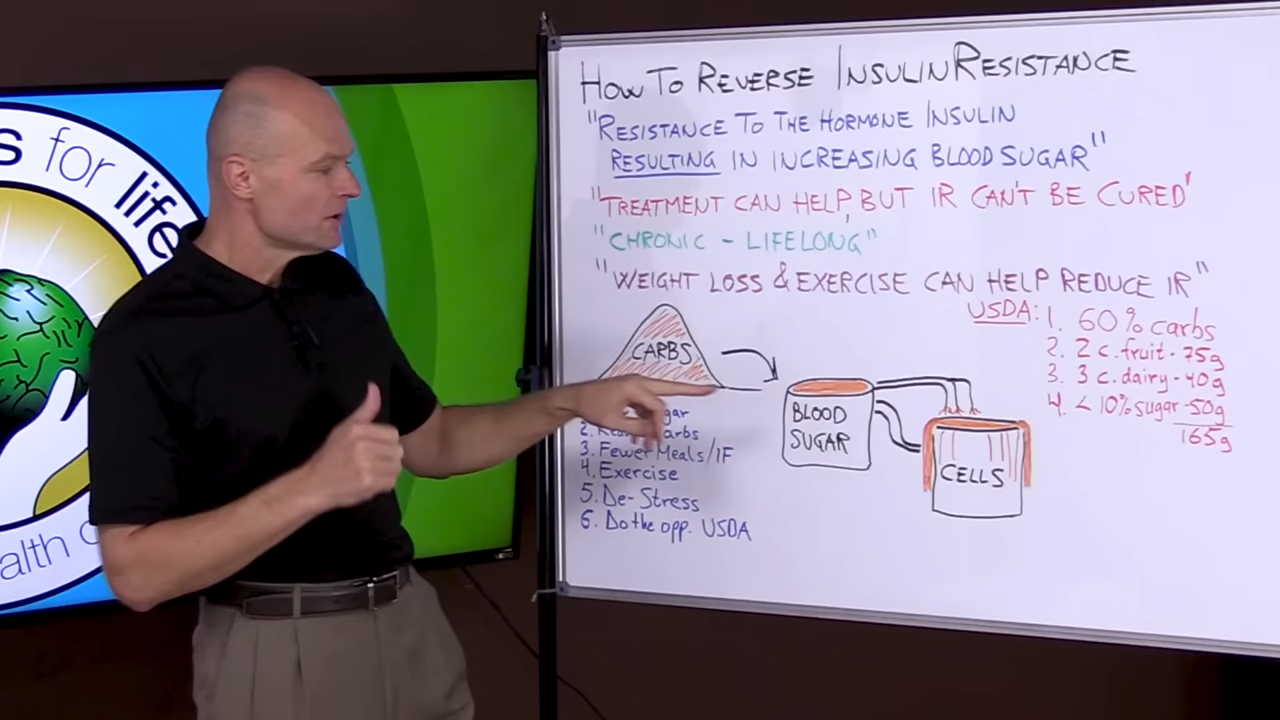 s for life
alth c
How To Reverse Insulin Resistance
"Resistance To The Hormone Insulin
Resulting in increasing blood sugar"
"Treatment can help, but IR can't be cured"
"Chronic - Lifelong"
"Weight loss & exercise can help reduce IR"
Carbs
gar
2. arbs
3. Fewer Meals/IF
4. Exercise
5. De-Stress
6. Do the opp. USDA
Blood
Sugar
Cells
USDA: 1. 60% carbs
2. 2 c. fruit - 75g
3. 3 c. dairy - 40g
4. < 10% sugar - 50g
165g